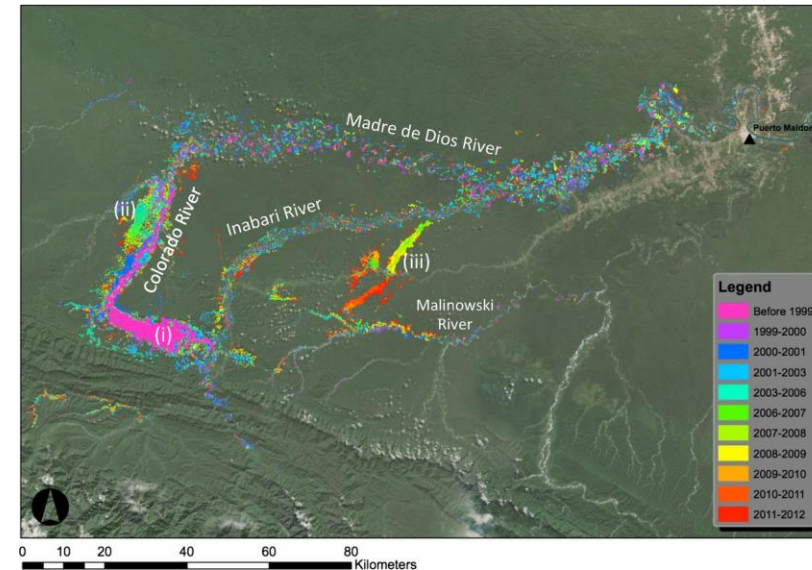 Madre de Dios River
Puerto Maldon
(ii)
Colorado River
Inabari River
(iii)
Malinowski
River
(i)
Legend
Before 1999
1999-2000
2000-2001
2001-2003
2003-2006
2006-2007
2007-2008
2008-2009
2009-2010
2010-2011
2011-2012
0 10 20 40 60 80
Kilometers